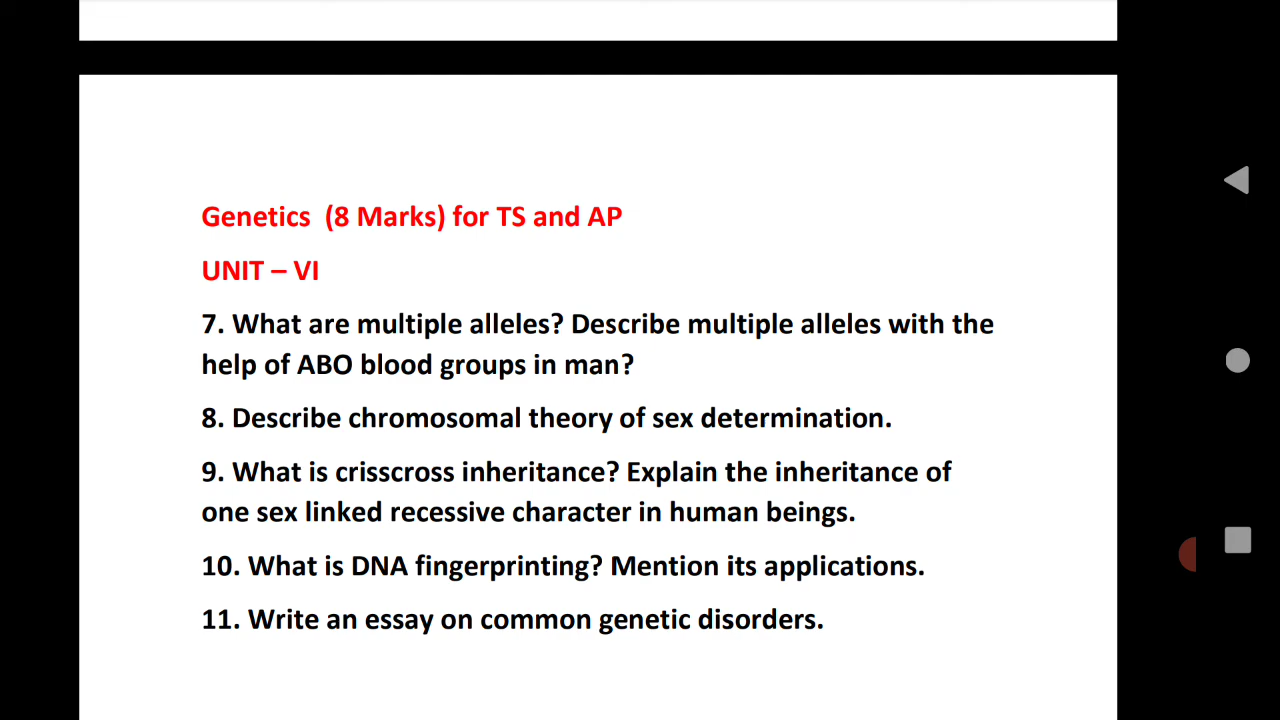 Genetics (8 Marks) for TS and AP
UNIT – VI
7. What are multiple alleles? Describe multiple alleles with the
help of ABO blood groups in man?
8. Describe chromosomal theory of sex determination.
9. What is crisscross inheritance? Explain the inheritance of
one sex linked recessive character in human beings.
10. What is DNA fingerprinting? Mention its applications.
11. Write an essay on common genetic disorders.